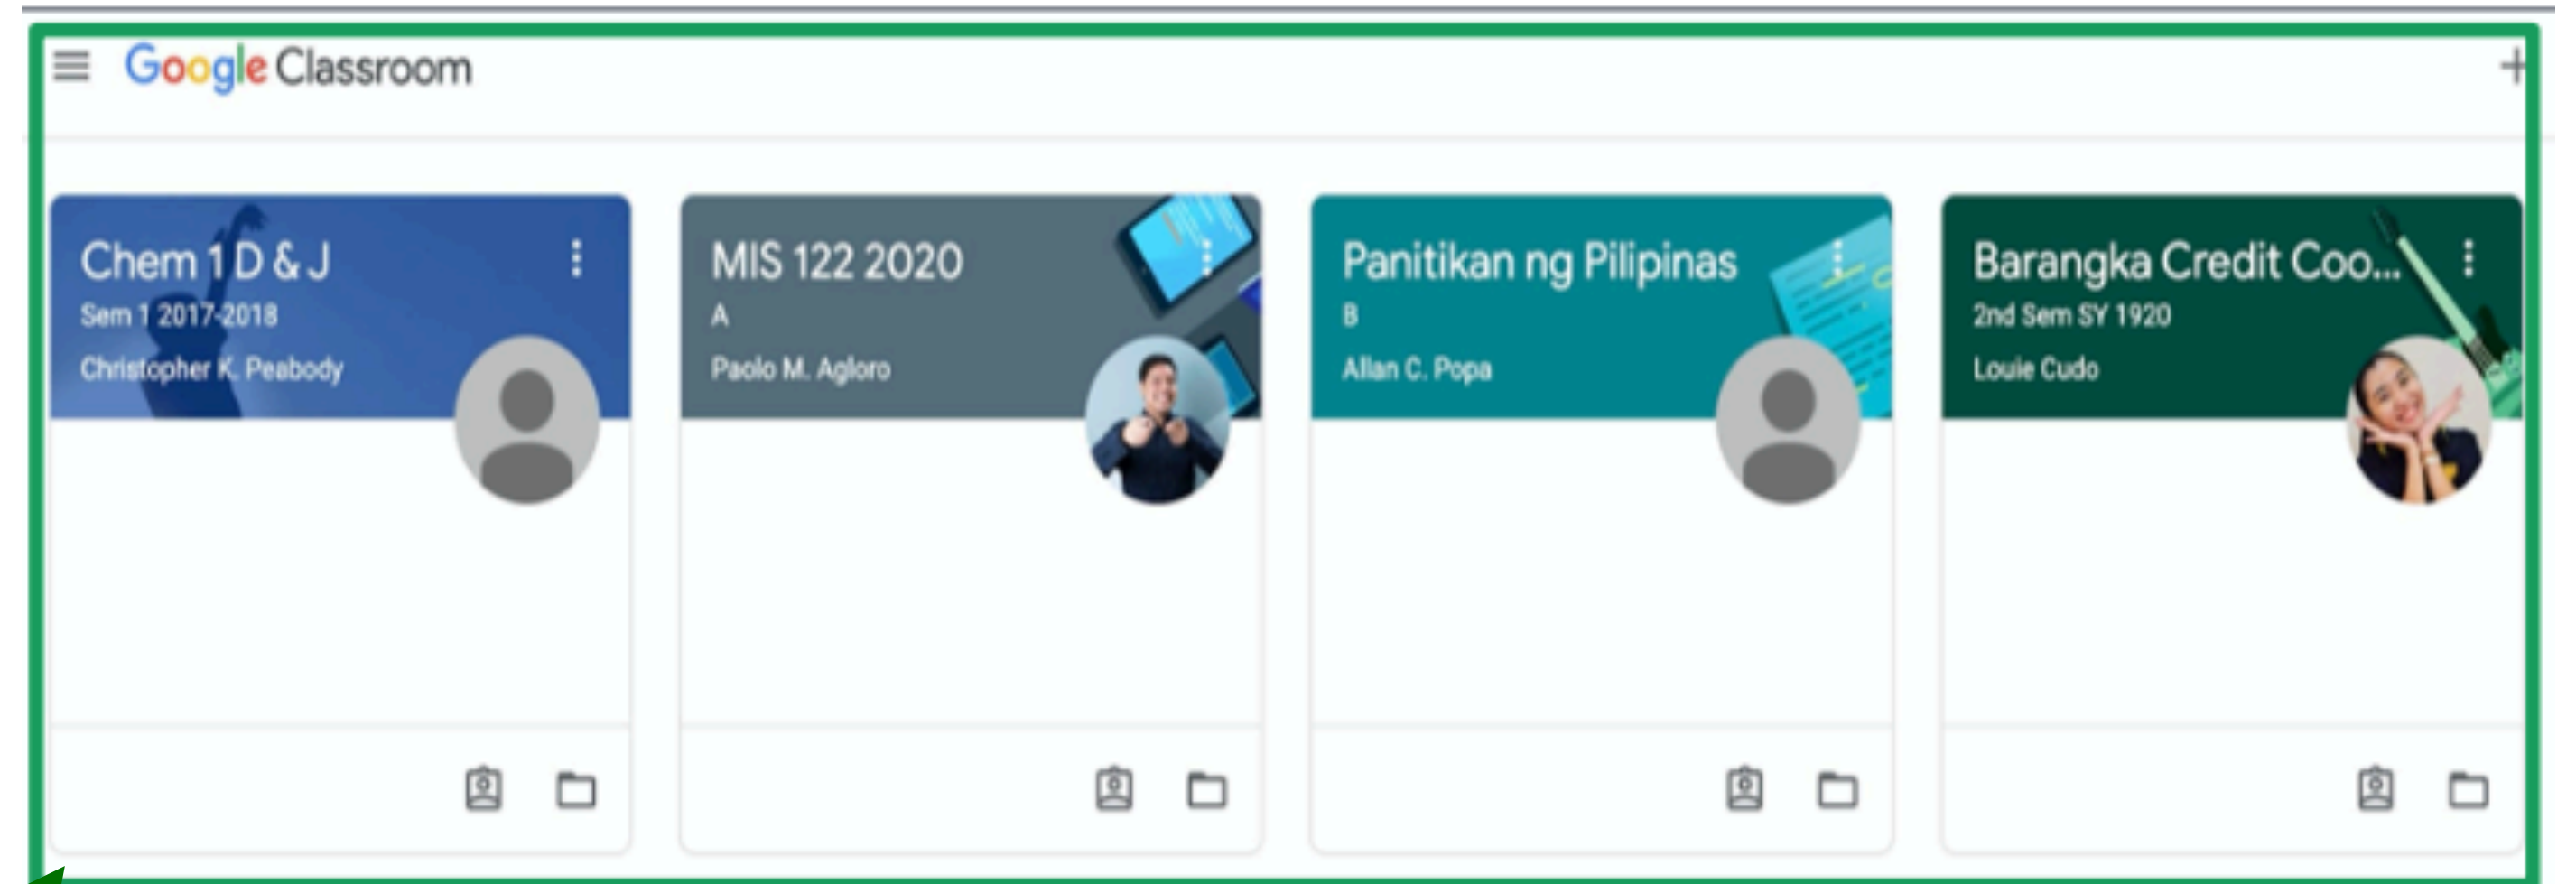 Google Classroom
Chem 1 D & J
Sem 1 2017-2018
Christopher K. Peabody
MIS 122 2020
A
Paolo M. Agloro
Panitikan ng Pilipinas
B
Allan C. Popa
Barangka Credit Coo...
2nd Sem SY 1920
Louie Cudo